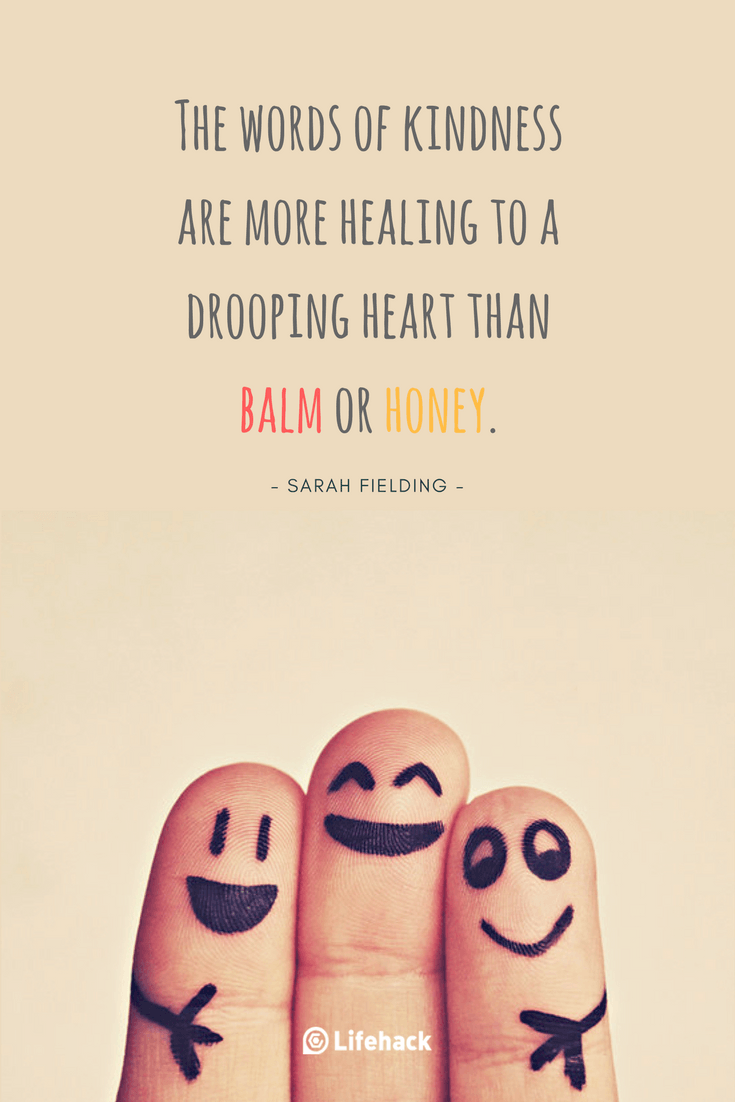 The words of kindness
are more healing to a
drooping heart than
balm or honey.
- SARAH FIELDING -
Lifehack